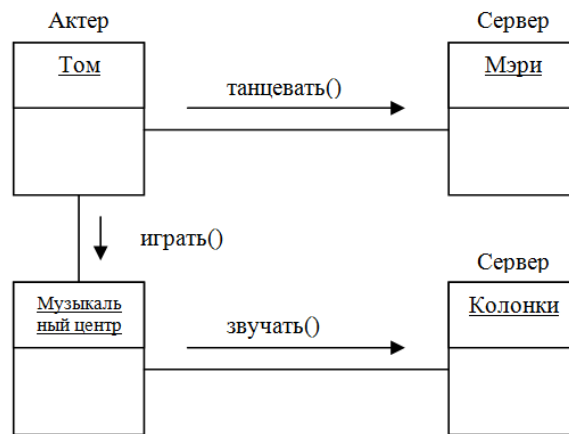 Актер
Сервер
Том
Мэри
танцевать()
играть()
Сервер
Музыкаль
ный центр
Колонки
звучать()